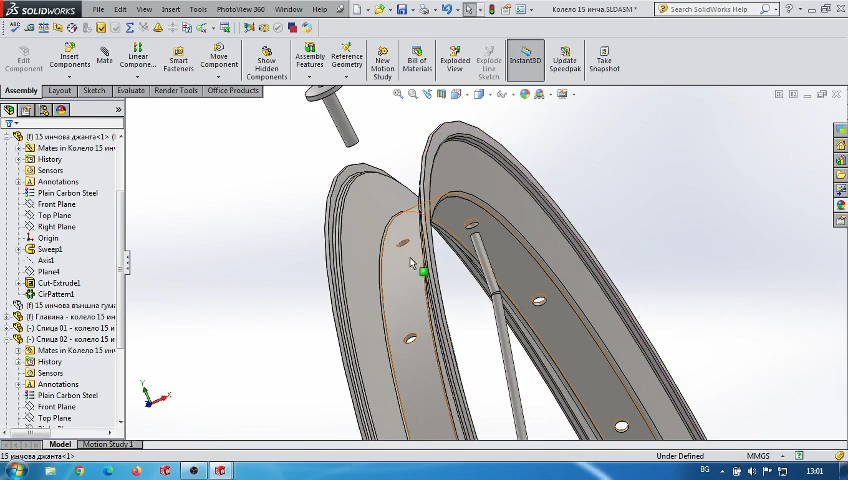 SOLIDWORKS File Edit View Insert Tools PhotoView 360 Window Help Колело 15 инча.SLDASM * Search SolidWorks Help
Edit Component
Insert Components
Mate
Linear Compone...
Smart Fasteners
Move Component
Show Hidden Components
Assembly Features
Reference Geometry
New Motion Study
Bill of Materials
Exploded View
Explode Line Sketch
Instant3D
Update Speedpak
Take Snapshot
Assembly Layout Sketch Evaluate Render Tools Office Products
(f) 15 инчова джанта<1> (
Mates in Колело 15 ин
History
Sensors
Annotations
Plain Carbon Steel
Front Plane
Top Plane
Right Plane
Origin
Sweep1
Axis1
Plane4
Cut-Extrude1
CirPattern1
(f) 15 инчова външна гума
(f) Главина - колело 15 и
(-) Спица 01 - колело 15 и
(-) Спица 02 - колело 15 и
Mates in Колело 15 ин
History
Sensors
Annotations
Plain Carbon Steel
Front Plane
Top Plane
Y
X
Z
Model Motion Study 1
15 инчова джанта<1> Under Defined MMGS
BG 13:01